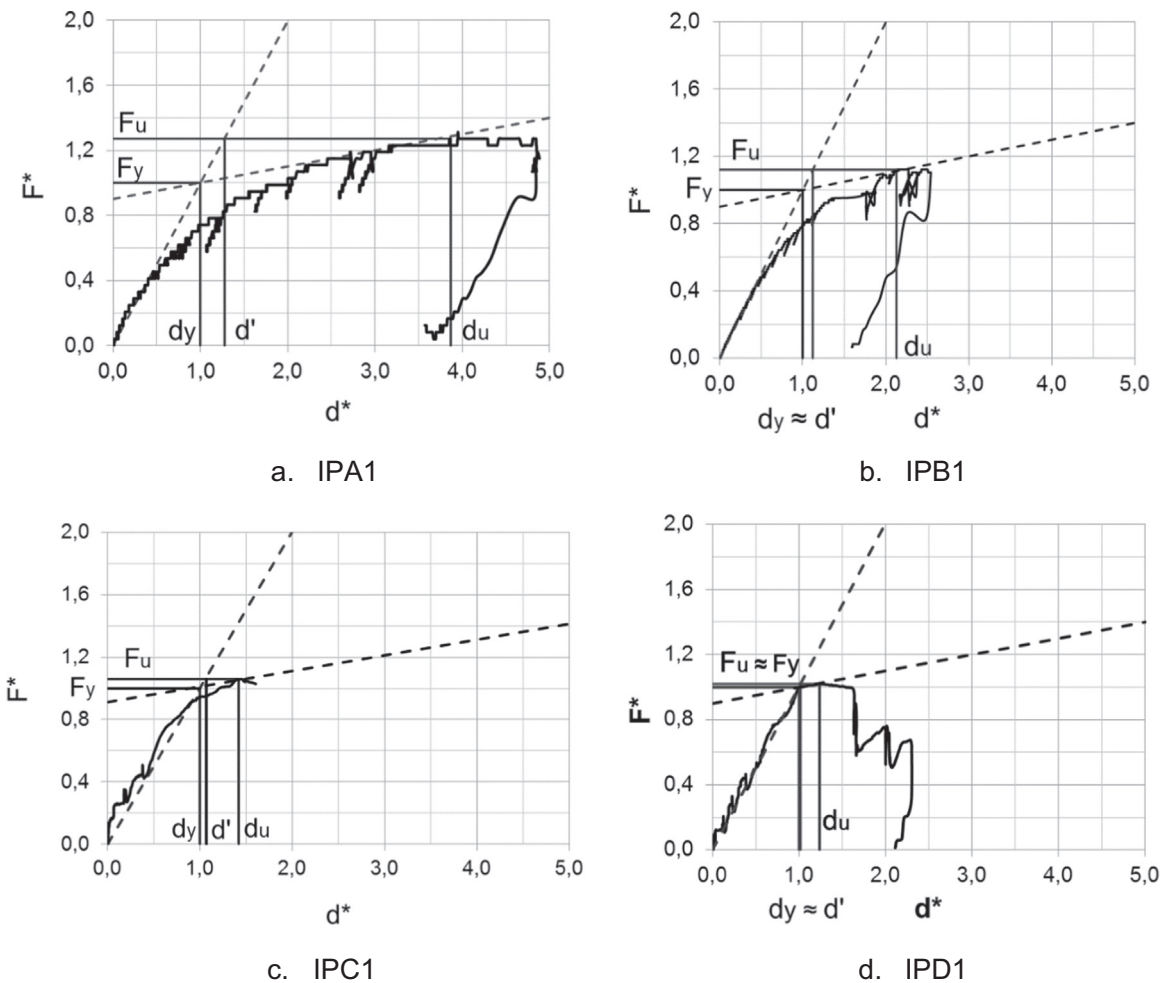 2,0
1,6
Fu
1,2
Fy
F*
0,8
0,4
dy d' du
0,0
0,0 1,0 2,0 3,0 4,0 5,0
d*
a. IPA1
2,0
1,6
Fu
1,2
Fy
F*
0,8
0,4
du
0,0
0,0 1,0 2,0 3,0 4,0 5,0
dy ≈ d' d*
b. IPB1
2,0
1,6
Fu
1,2
Fy
F*
0,8
0,4
dy d' du
0,0
0,0 1,0 2,0 3,0 4,0 5,0
d*
c. IPC1
2,0
1,6
1,2
Fu ≈ Fy
F*
0,8
0,4
du
0,0
0,0 1,0 2,0 3,0 4,0 5,0
dy ≈ d' d*
d. IPD1